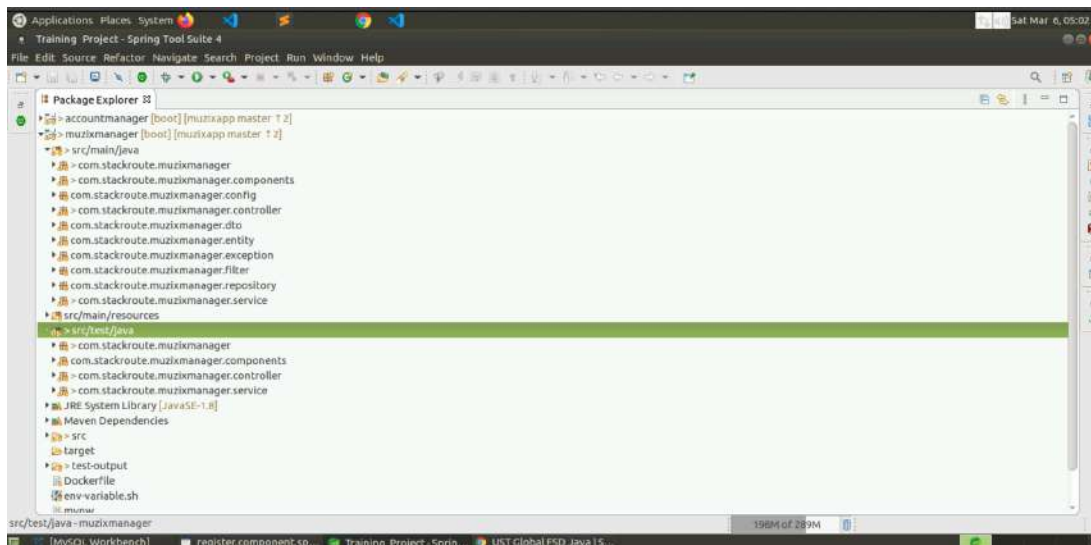 Applications Places System Sat Mar 6, 05:02
Training Project - Spring Tool Suite 4
File Edit Source Refactor Navigate Search Project Run Window Help
Package Explorer
> accountmanager [boot] [muzixapp master ↑ 2]
> muzixmanager [boot] [muzixapp master ↑ 2]
> src/main/java
> com.stackroute.muzixmanager
> com.stackroute.muzixmanager.components
com.stackroute.muzixmanager.config
> com.stackroute.muzixmanager.controller
com.stackroute.muzixmanager.dto
com.stackroute.muzixmanager.entity
com.stackroute.muzixmanager.exception
com.stackroute.muzixmanager.filter
com.stackroute.muzixmanager.repository
> com.stackroute.muzixmanager.service
src/main/resources
> src/test/java
> com.stackroute.muzixmanager
com.stackroute.muzixmanager.components
> com.stackroute.muzixmanager.controller
> com.stackroute.muzixmanager.service
JRE System Library [JavaSE-1.8]
Maven Dependencies
> src
target
> test-output
Dockerfile
env-variable.sh
mvnw
src/test/java - muzixmanager 198M of 289M
[MySQL Workbench] register.component.sp... Training_Project - Sprin... UST Global FSD Java | S...